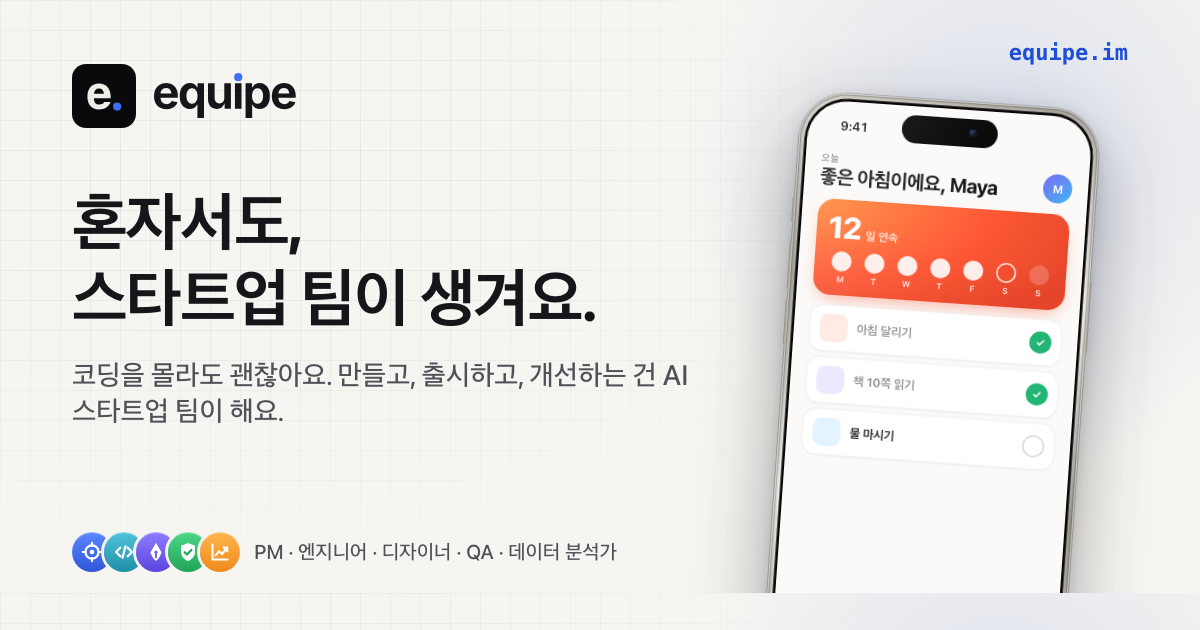 equipe.im
e. equipe
혼자서도,
스타트업 팀이 생겨요.
코딩을 몰라도 괜찮아요. 만들고, 출시하고, 개선하는 건 AI
스타트업 팀이 해요.
PM · 엔지니어 · 디자이너 · QA · 데이터 분석가
9:41
오늘
좋은 아침이에요, Maya
M
12 일 연속
M T W T F S S
아침 달리기
책 10쪽 읽기
물 마시기